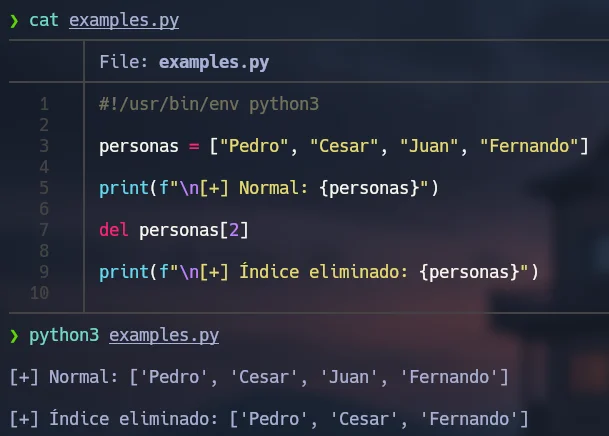 ❯ cat examples.py
File: examples.py
1 #!/usr/bin/env python3
2
3 personas = ["Pedro", "Cesar", "Juan", "Fernando"]
4
5 print(f"\n[+] Normal: {personas}")
6
7 del personas[2]
8
9 print(f"\n[+] Índice eliminado: {personas}")
10
❯ python3 examples.py
[+] Normal: ['Pedro', 'Cesar', 'Juan', 'Fernando']
[+] Índice eliminado: ['Pedro', 'Cesar', 'Fernando']